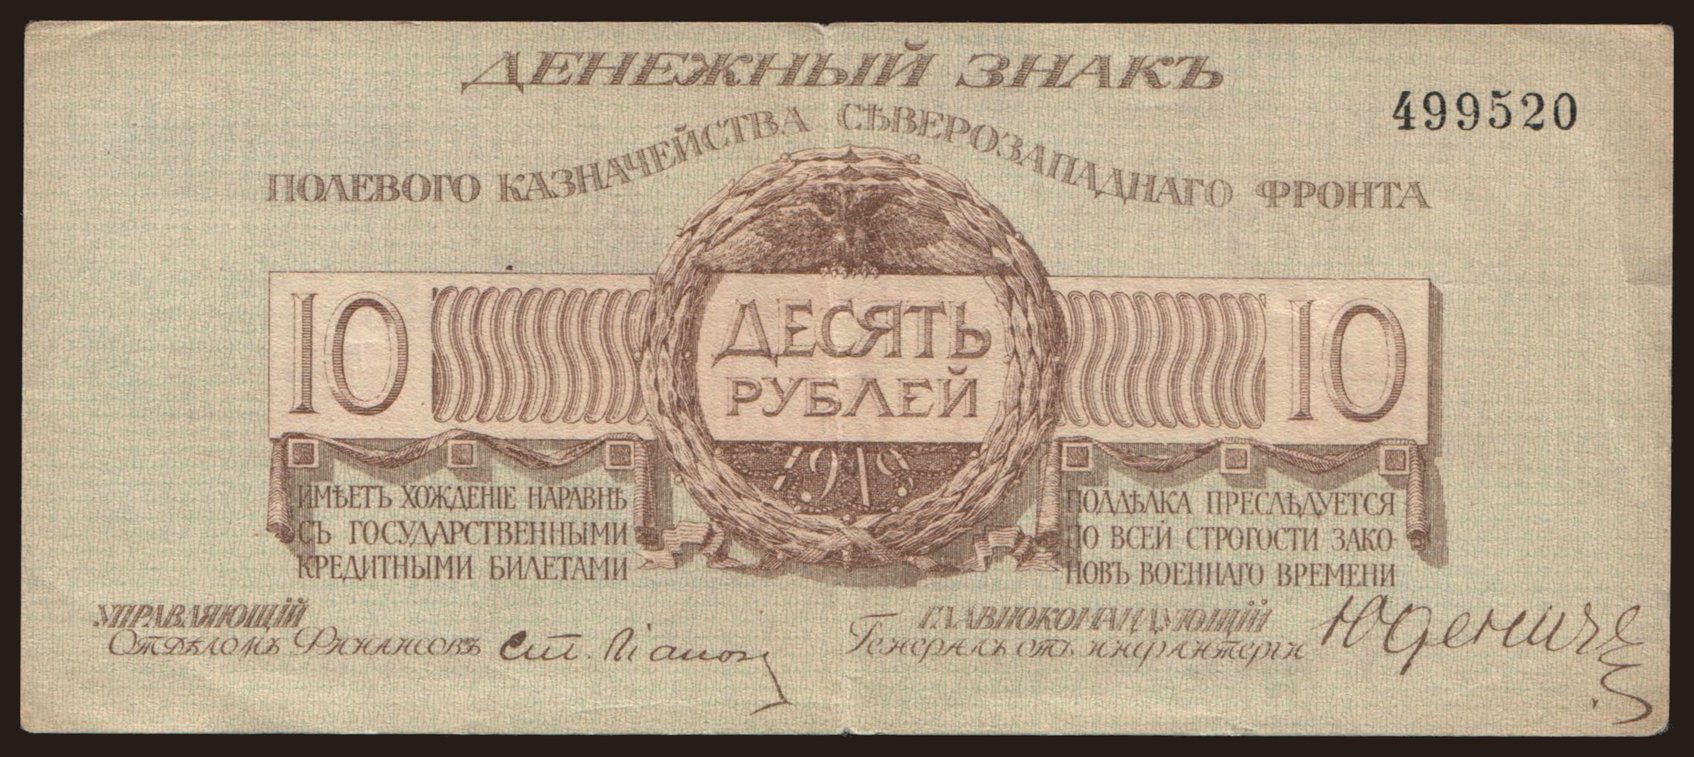 ДЕНЕЖНЫЙ ЗНАКЪ
499520
ПОЛЕВОГО КАЗНАЧЕЙСТВА СѢВЕРОЗАПАДНАГО ФРОНТА
10
ДЕСЯТЬ
РУБЛЕЙ
10
1919
ИМѢЕТЪ ХОЖДЕНІЕ НАРАВНѢ
СЪ ГОСУДАРСТВЕННЫМИ
КРЕДИТНЫМИ БИЛЕТАМИ
ПОДДѢЛКА ПРЕСЛѢДУЕТСЯ
ПО ВСЕЙ СТРОГОСТИ ЗАКО-
НОВЪ ВОЕННАГО ВРЕМЕНИ
УПРАВЛЯЮЩІЙ
Отдѣломъ Финансовъ
ГЛАВНОКОМАНДУЮЩІЙ
Генералъ отъ инфантеріи Юденичъ